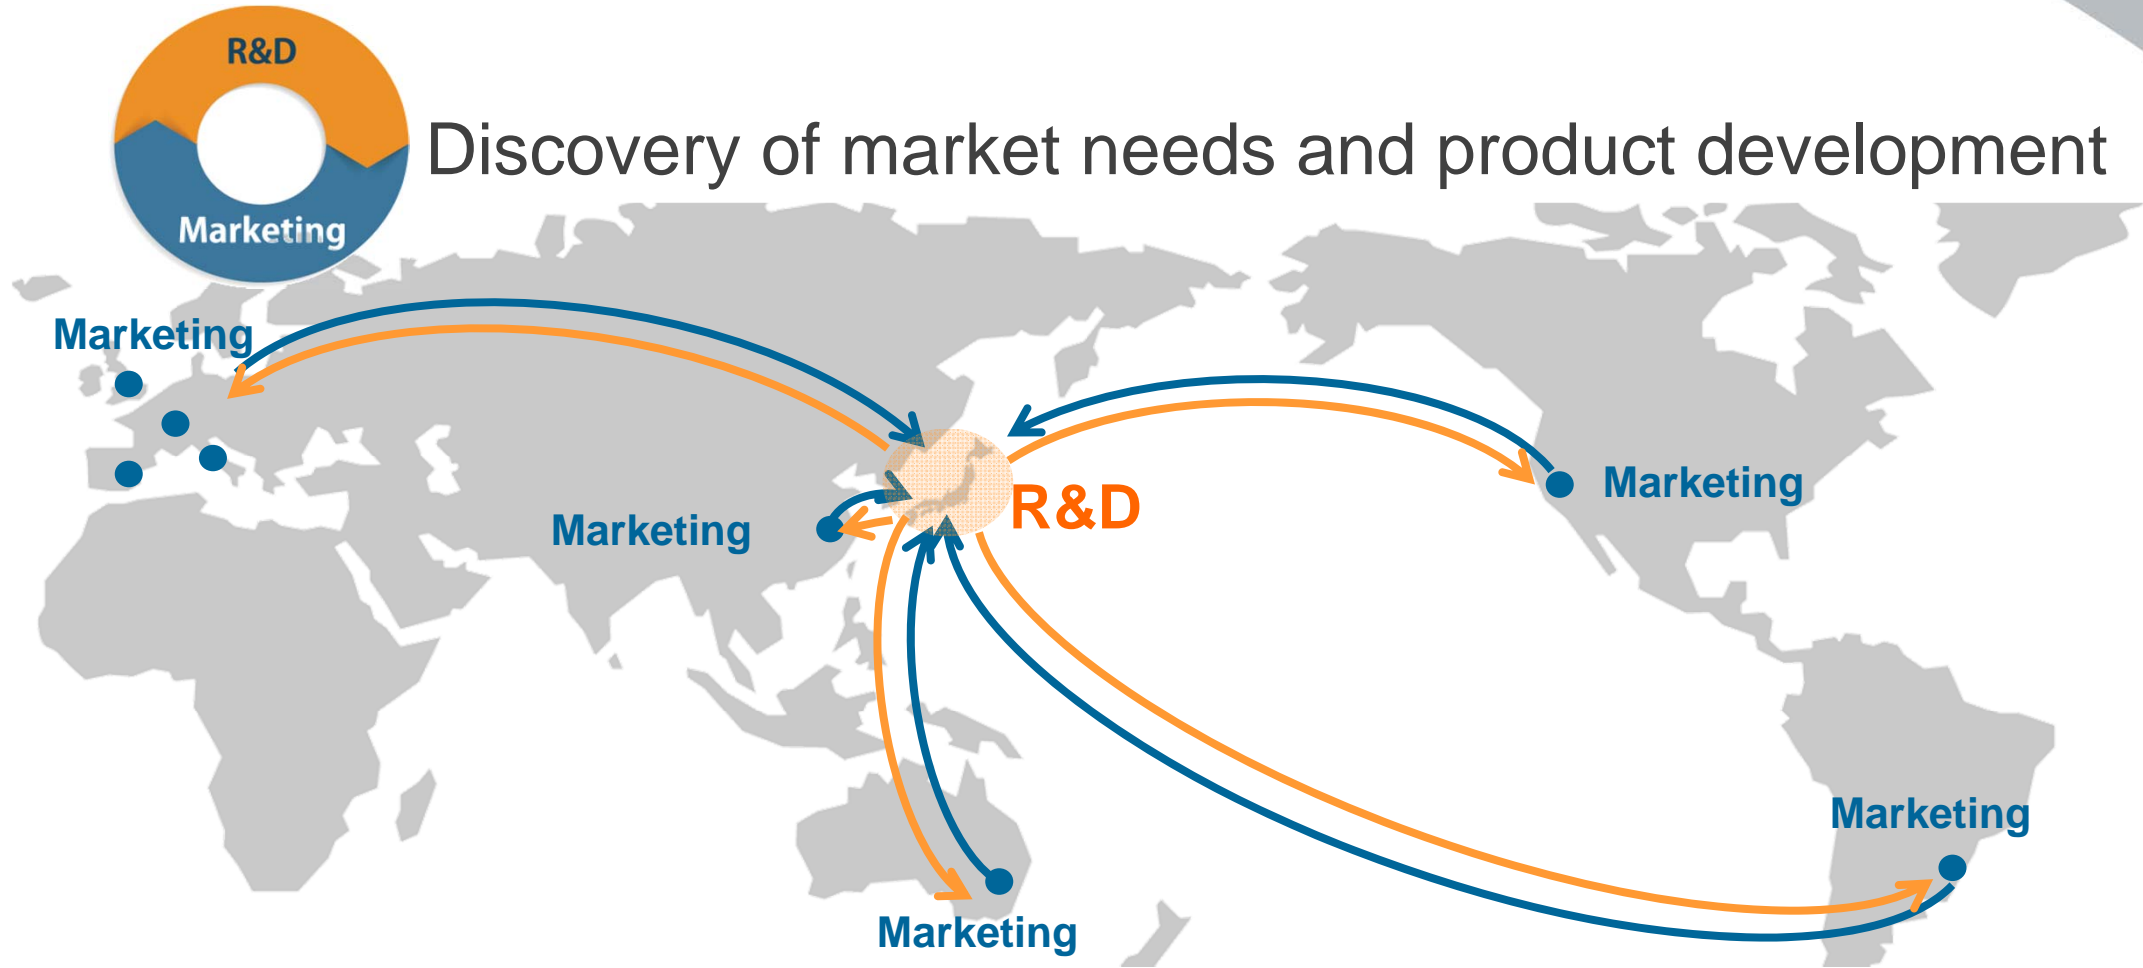 R&D
Marketing
Discovery of market needs and product development
Marketing
Marketing
R&D
Marketing
Marketing
Marketing